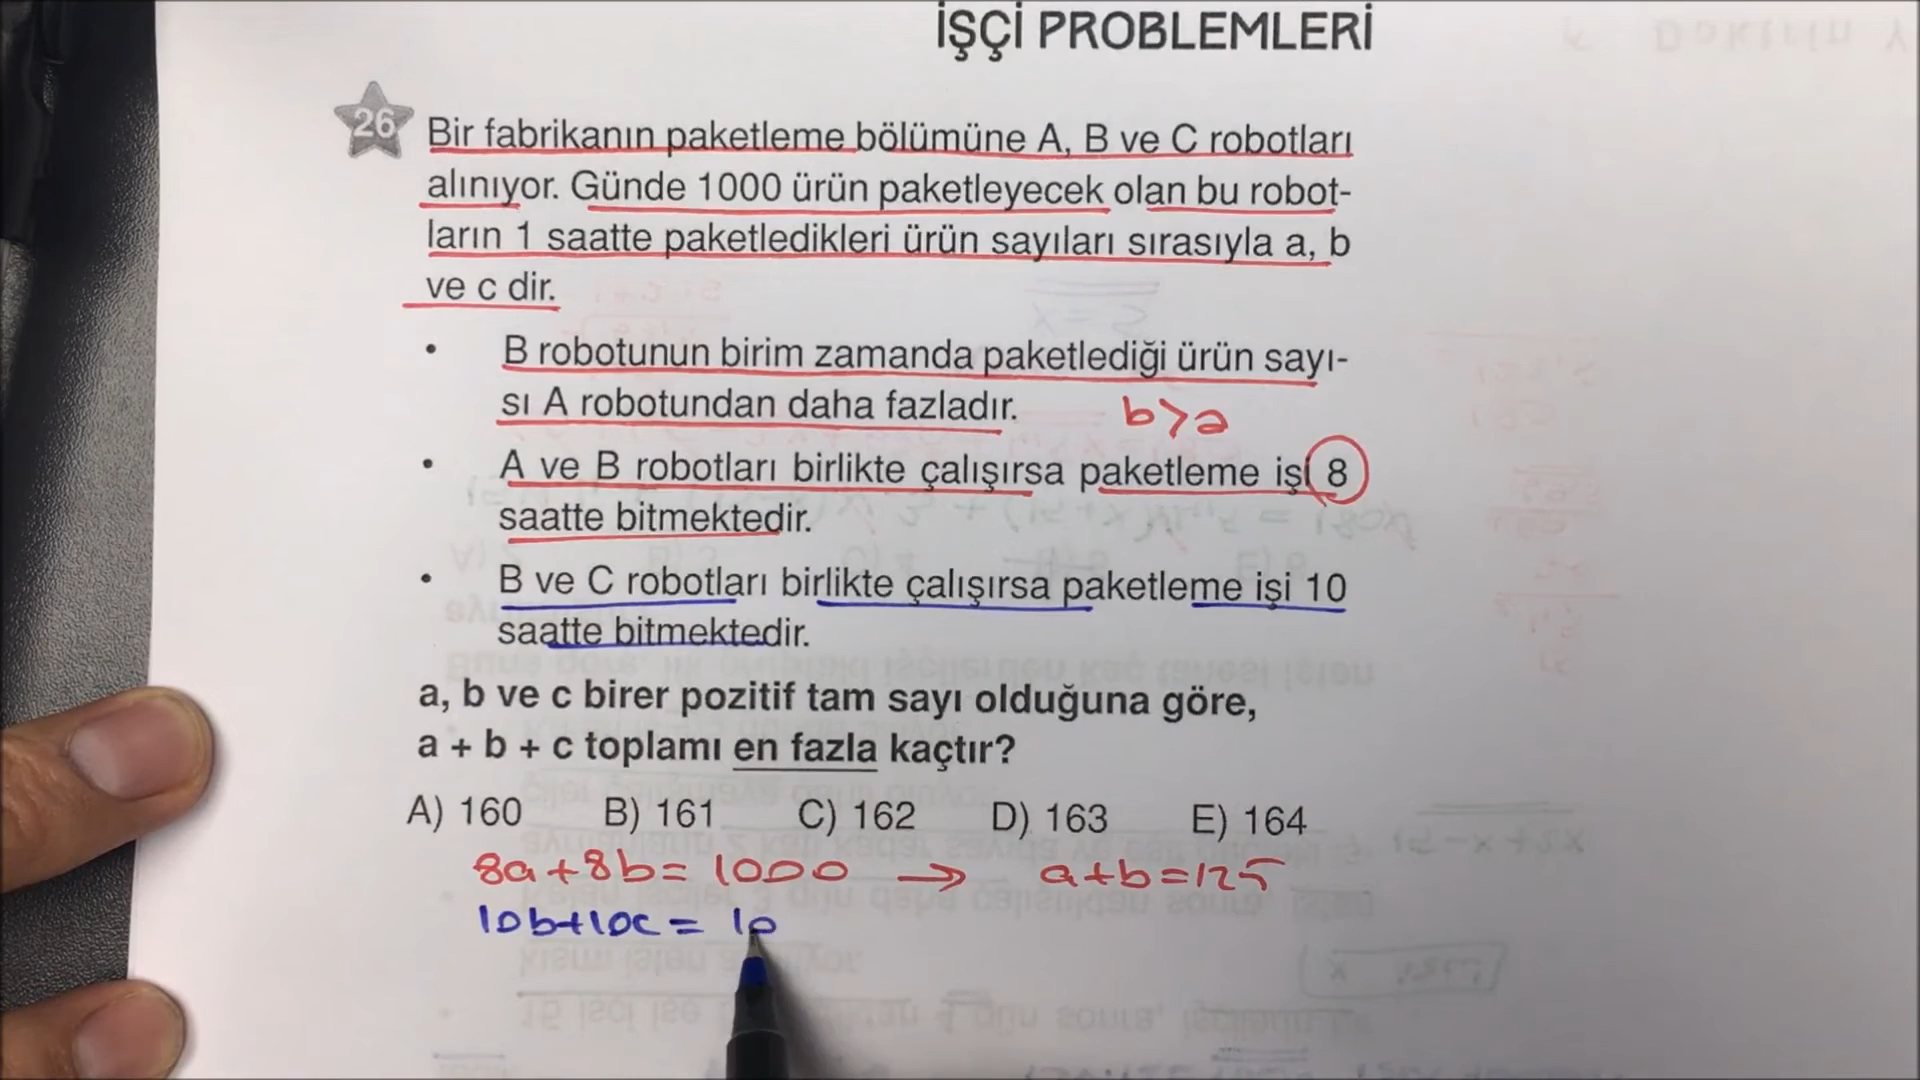 İŞÇİ PROBLEMLERİ
26 Bir fabrikanın paketleme bölümüne A, B ve C robotları
alınıyor. Günde 1000 ürün paketleyecek olan bu robot-
ların 1 saatte paketledikleri ürün sayıları sırasıyla a, b
ve c dir.
• B robotunun birim zamanda paketlediği ürün sayı-
sı A robotundan daha fazladır. b>a
• A ve B robotları birlikte çalışırsa paketleme işi 8
saatte bitmektedir.
• B ve C robotları birlikte çalışırsa paketleme işi 10
saatte bitmektedir.
a, b ve c birer pozitif tam sayı olduğuna göre,
a + b + c toplamı en fazla kaçtır?
A) 160 B) 161 C) 162 D) 163 E) 164
8a+8b=1000 → a+b=125
10b+10c= 10